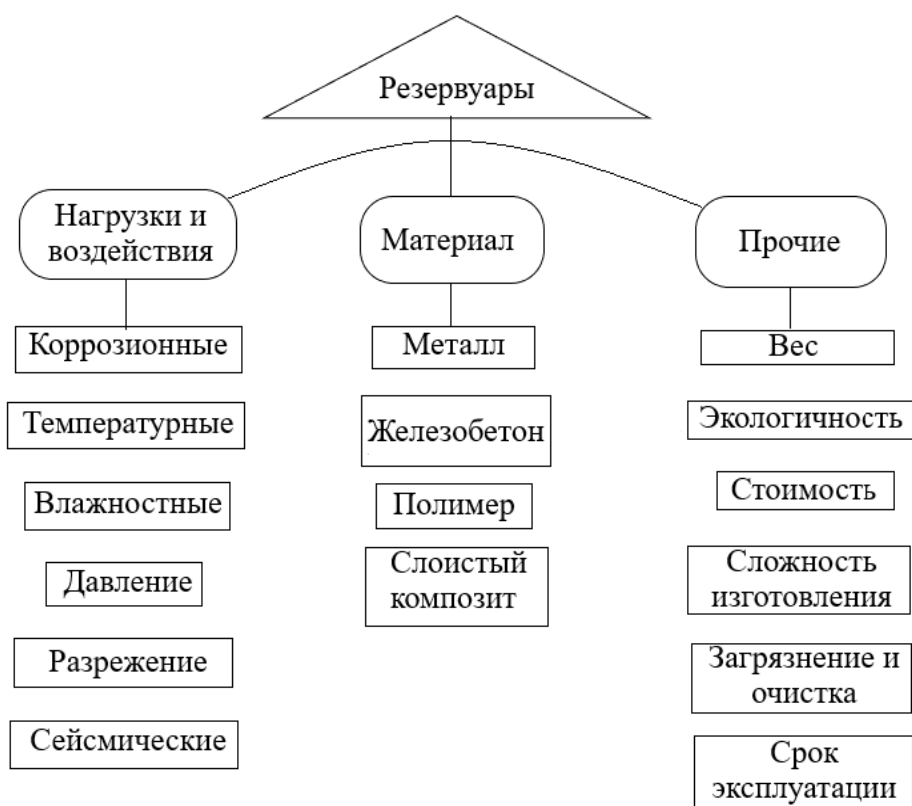 Резервуары
Нагрузки и
воздействия
Материал
Прочие
Коррозионные
Температурные
Влажностные
Давление
Разрежение
Сейсмические
Металл
Железобетон
Полимер
Слоистый
композит
Вес
Экологичность
Стоимость
Сложность
изготовления
Загрязнение и
очистка
Срок
эксплуатации